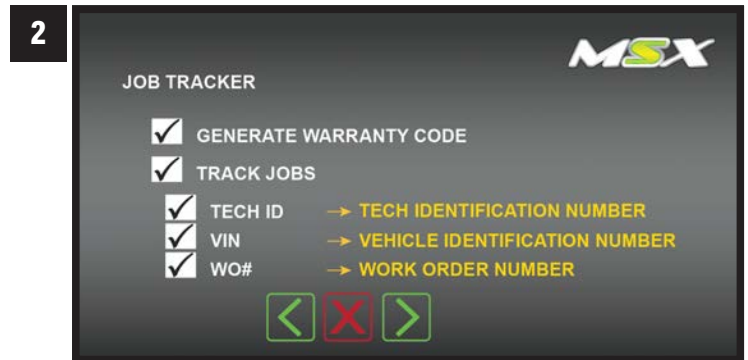 2
MSX
JOB TRACKER
GENERATE WARRANTY CODE
TRACK JOBS
TECH ID → TECH IDENTIFICATION NUMBER
VIN → VEHICLE IDENTIFICATION NUMBER
WO# → WORK ORDER NUMBER